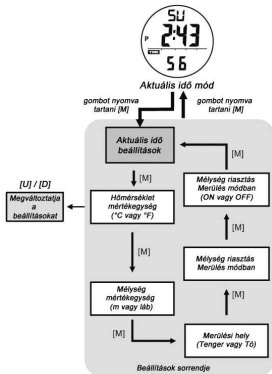 SU
P 2:43
TIME
56
Aktuális idő mód
gombot nyomva
tartani [M]
gombot nyomva
tartani [M]
Aktuális idő
beállítások
[M]
[U] / [D]
Megváltoztatja
a
beállításokat
Hőmérséklet
mértékegység
(°C vagy °F)
[M]
Mélység
mértékegység
(m vagy láb)
[M]
Merülési hely
(Tenger vagy Tó)
[M]
Mélység riasztás
Merülés módban
[M]
Mélység riasztás
Merülés módban
(ON vagy OFF)
[M]
Beállítások sorrendje